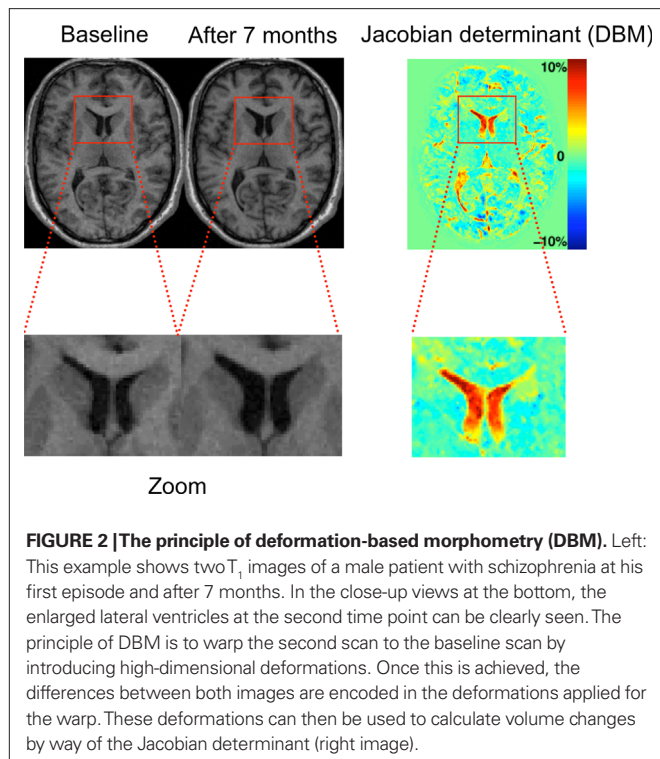 Baseline After 7 months Jacobian determinant (DBM)
10%
0
–10%
Zoom
FIGURE 2 | The principle of deformation-based morphometry (DBM). Left:
This example shows two T₁ images of a male patient with schizophrenia at his
first episode and after 7 months. In the close-up views at the bottom, the
enlarged lateral ventricles at the second time point can be clearly seen. The
principle of DBM is to warp the second scan to the baseline scan by
introducing high-dimensional deformations. Once this is achieved, the
differences between both images are encoded in the deformations applied for
the warp. These deformations can then be used to calculate volume changes
by way of the Jacobian determinant (right image).